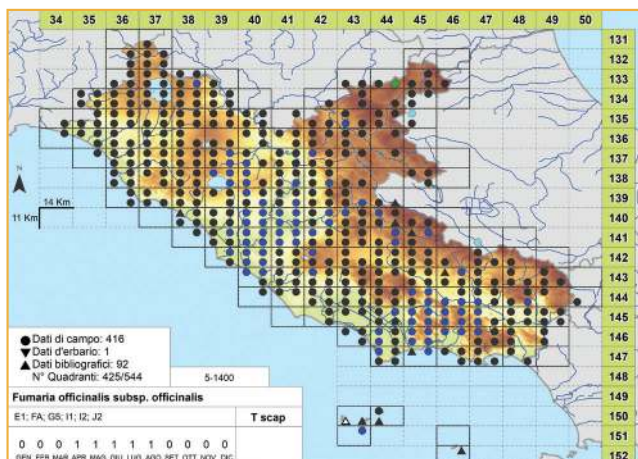 34 35 36 37 38 39 40 41 42 43 44 45 46 47 48 49 50
131
132
133
134
135
136
137
138
139
140
141
142
143
144
145
146
147
150
151
152
N
14 Km
11 Km
Dati di campo: 416
Dati d'erbario: 1
Dati bibliografici: 92
N° Quadranti: 425/544
5-1400
Fumaria officinalis subsp. officinalis
E1; FA; G5; I1; I2; J2
T scap
0 0 0 1 1 1 1 1 0 0 0 0
GEN FEB MAR APR MAG GIU LUG AGO SET OTT NOV DIC